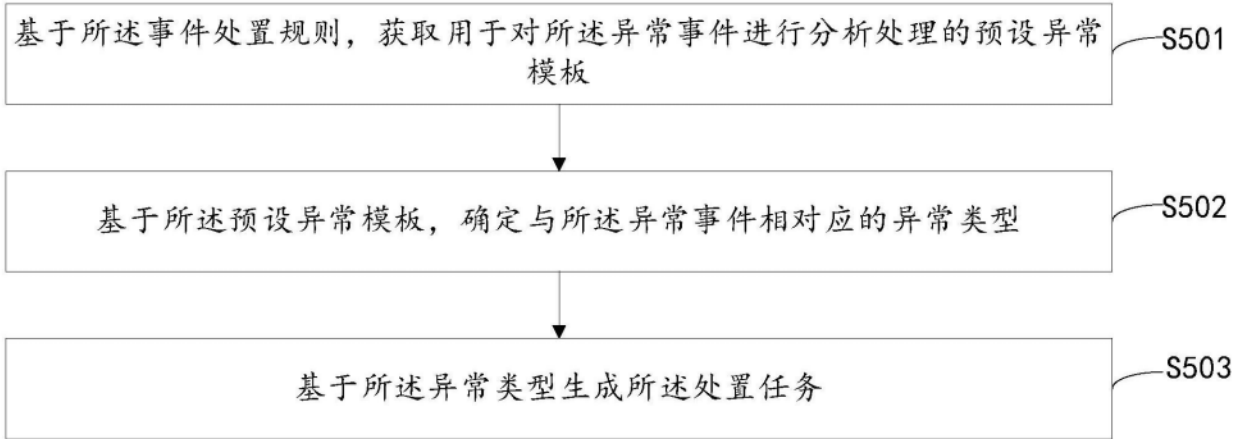 基于所述事件处置规则，获取用于对所述异常事件进行分析处理的预设异常
模板
S501
基于所述预设异常模板，确定与所述异常事件相对应的异常类型
S502
基于所述异常类型生成所述处置任务
S503